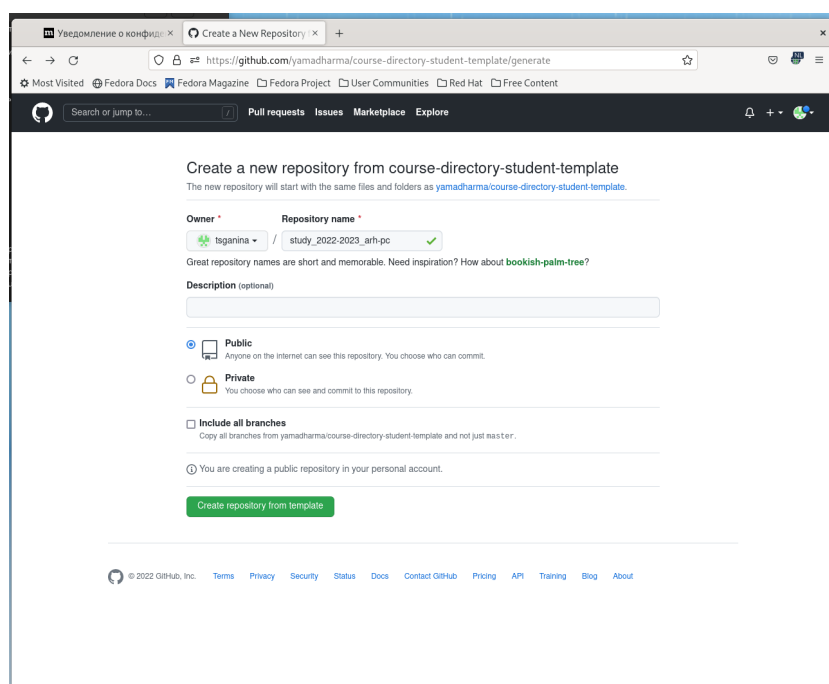 m Уведомление о конфиде × Create a New Repository × +
https://github.com/yamadharma/course-directory-student-template/generate
Most Visited Fedora Docs Fedora Magazine Fedora Project User Communities Red Hat Free Content
Search or jump to... / Pull requests Issues Marketplace Explore
Create a new repository from course-directory-student-template
The new repository will start with the same files and folders as yamadharma/course-directory-student-template.
Owner * Repository name *
tsganina / study_2022-2023_arh-pc
Great repository names are short and memorable. Need inspiration? How about bookish-palm-tree?
Description (optional)
Public
Anyone on the internet can see this repository. You choose who can commit.
Private
You choose who can see and commit to this repository.
Include all branches
Copy all branches from yamadharma/course-directory-student-template and not just master.
You are creating a public repository in your personal account.
Create repository from template
© 2022 GitHub, Inc. Terms Privacy Security Status Docs Contact GitHub Pricing API Training Blog About